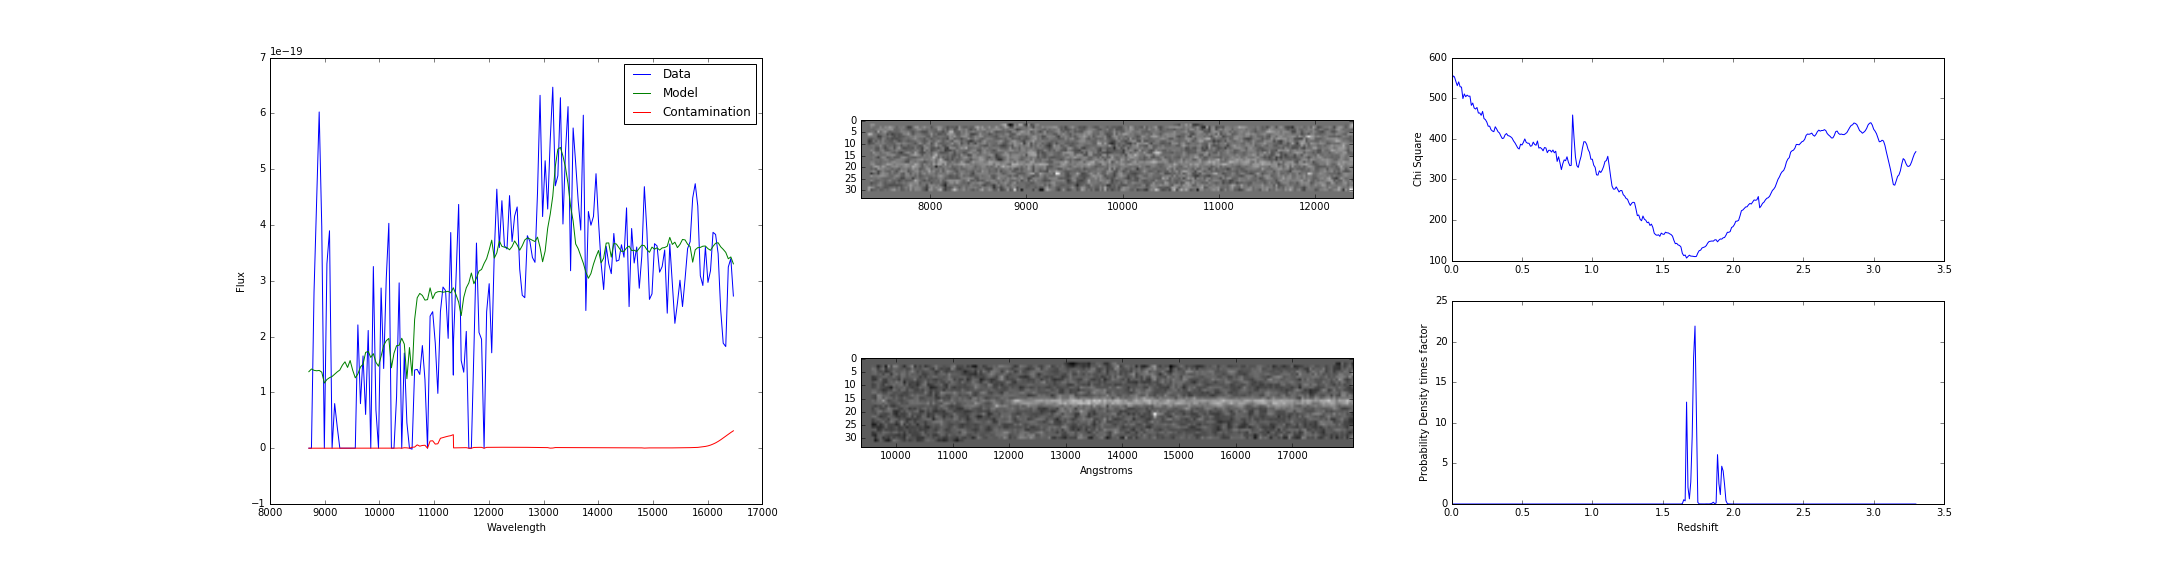 1e−19
7
6
5
4
3
2
1
0
−1
Flux
8000 9000 10000 11000 12000 13000 14000 15000 16000 17000
Wavelength
Data
Model
Contamination
0
5
10
15
20
25
30
8000 9000 10000 11000 12000
0
5
10
15
20
25
30
10000 11000 12000 13000 14000 15000 16000 17000
Angstroms
600
500
400
300
200
100
Chi Square
0.0 0.5 1.0 1.5 2.0 2.5 3.0 3.5
25
20
15
10
5
0
Probability Density times factor
0.0 0.5 1.0 1.5 2.0 2.5 3.0 3.5
Redshift